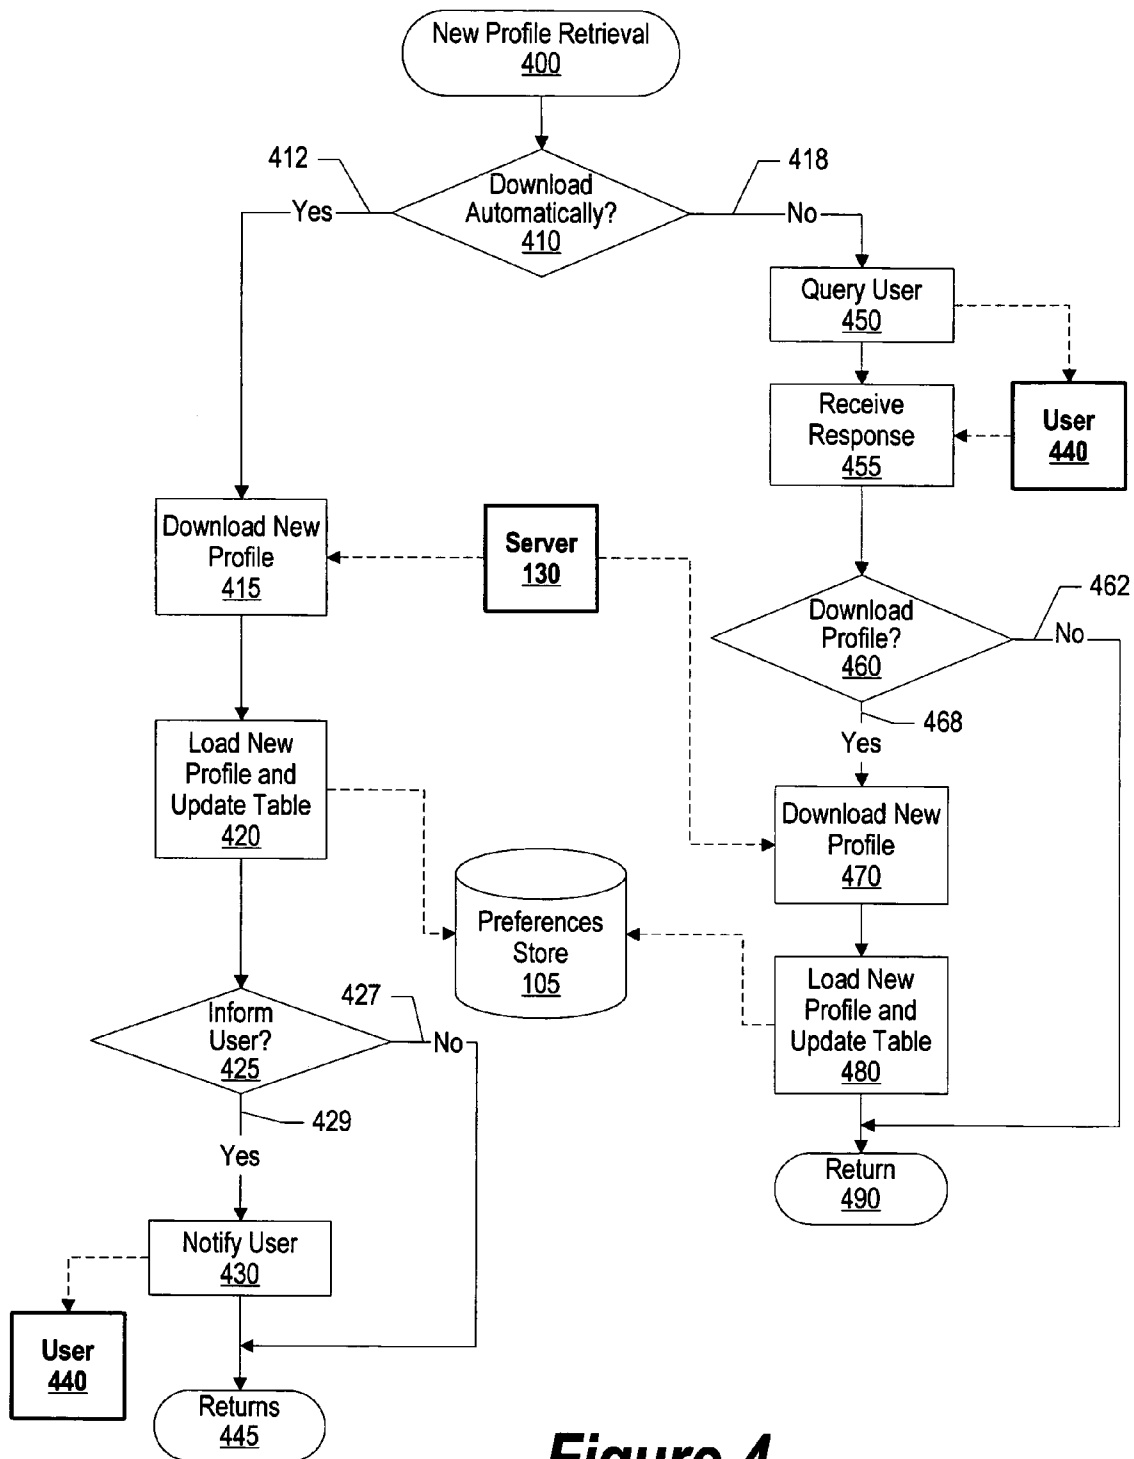 New Profile Retrieval
400
412
418
Download
Automatically?
410
Yes
No
Query User
450
Receive
Response
455
User
440
Download New
Profile
415
Server
130
Download
Profile?
460
462
No
468
Yes
Load New
Profile and
Update Table
420
Download New
Profile
470
Preferences
Store
105
Load New
Profile and
Update Table
480
Inform
User?
425
427
No
429
Yes
Return
490
Notify User
430
User
440
Returns
445
Figure 4